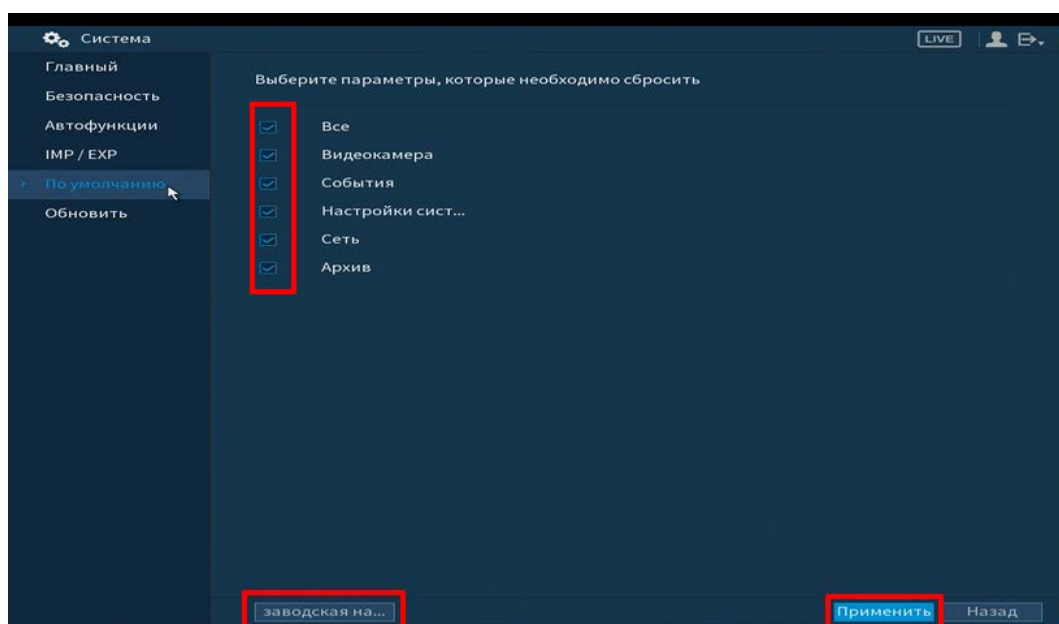 Система
LIVE
Главный
Безопасность
Автофункции
IMP / EXP
По умолчанию
Обновить
Выберите параметры, которые необходимо сбросить
Все
Видеокамера
События
Настройки сист...
Сеть
Архив
заводская на...
Применить
Назад